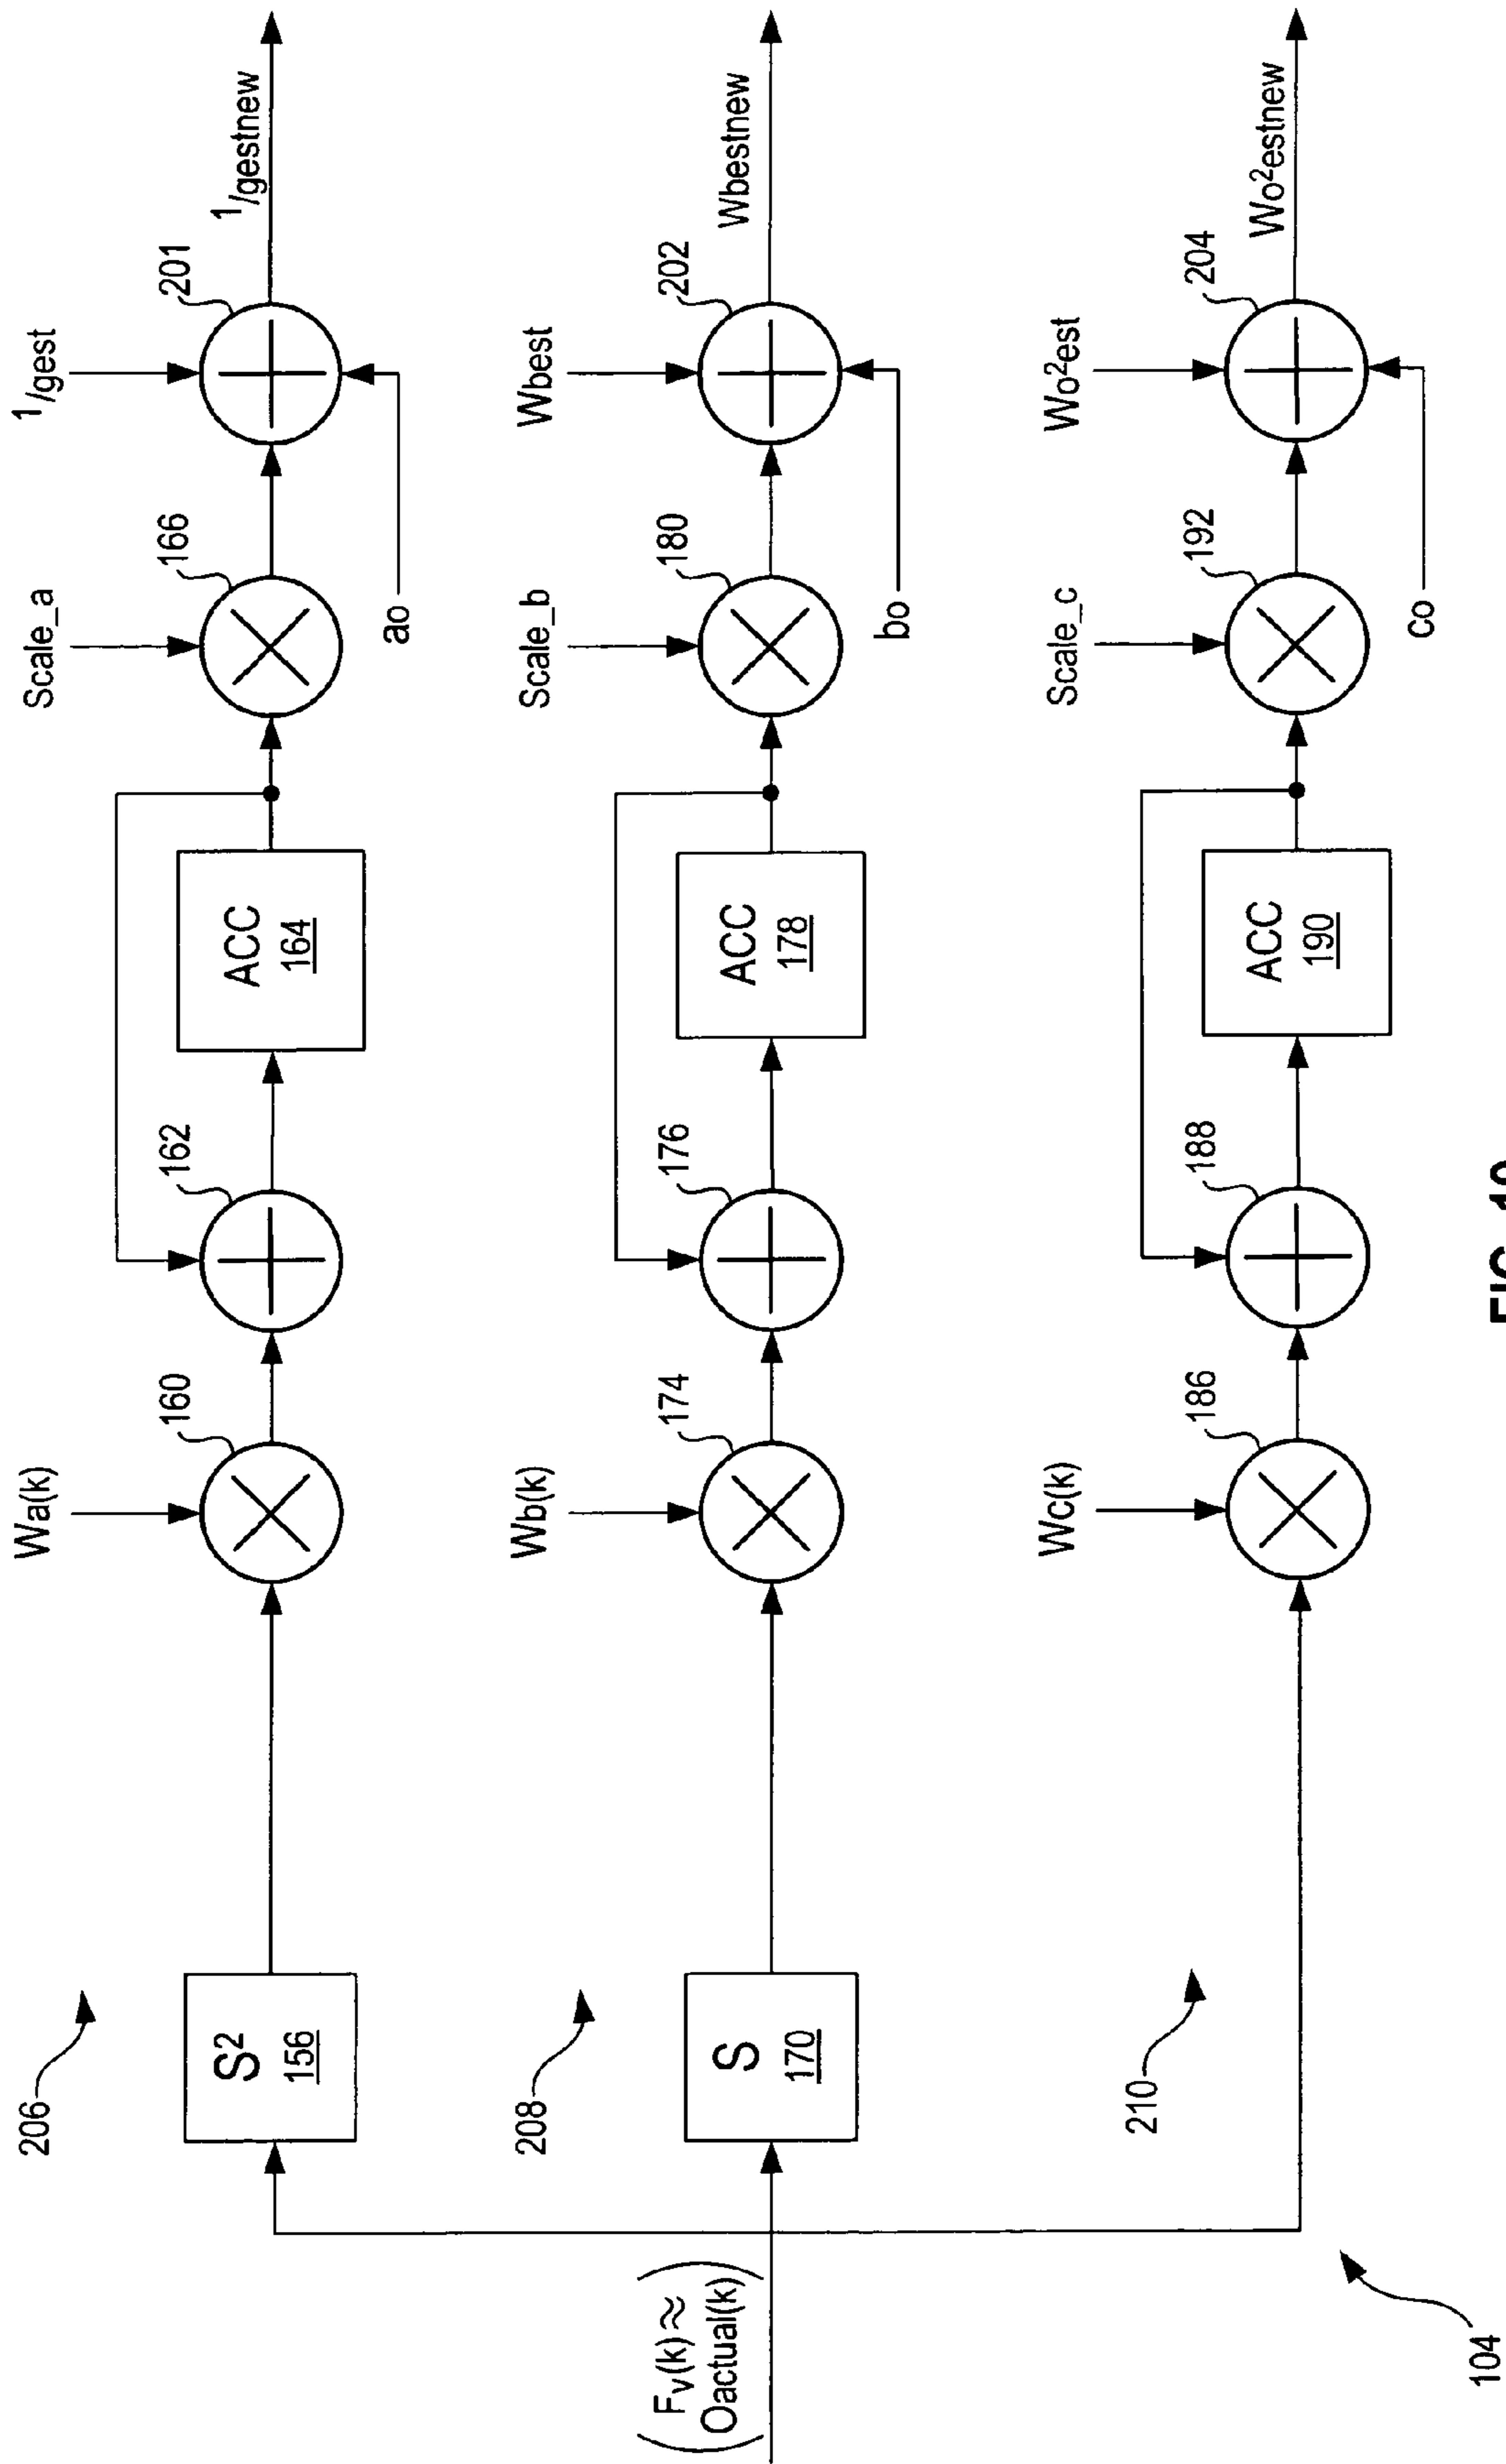 206
Wa(k)
Scale_a
1/gest
S²
156
160
162
ACC
164
166
201
1/gestnew
ao
208
Wb(k)
Scale_b
Wbest
(Fv(k)≈
Oactual(k))
S
170
174
176
ACC
178
180
202
Wbestnew
bo
210
Wc(k)
Scale_c
Wo²est
186
188
ACC
190
192
204
Wo²estnew
co
104
FIG.